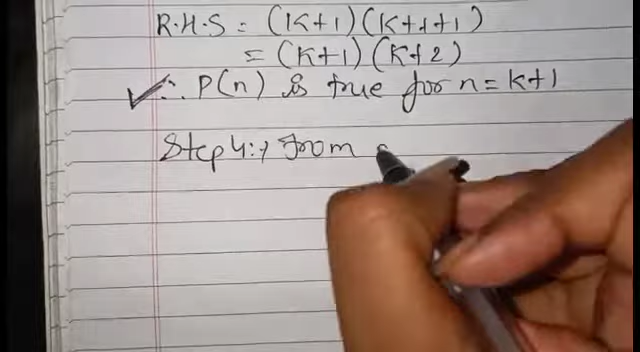 R.H.S = (K+1) (K+1+1)
= (K+1) (K+2)
✓ ∴ P(n) is true for n = K+1
Step 4:→ From